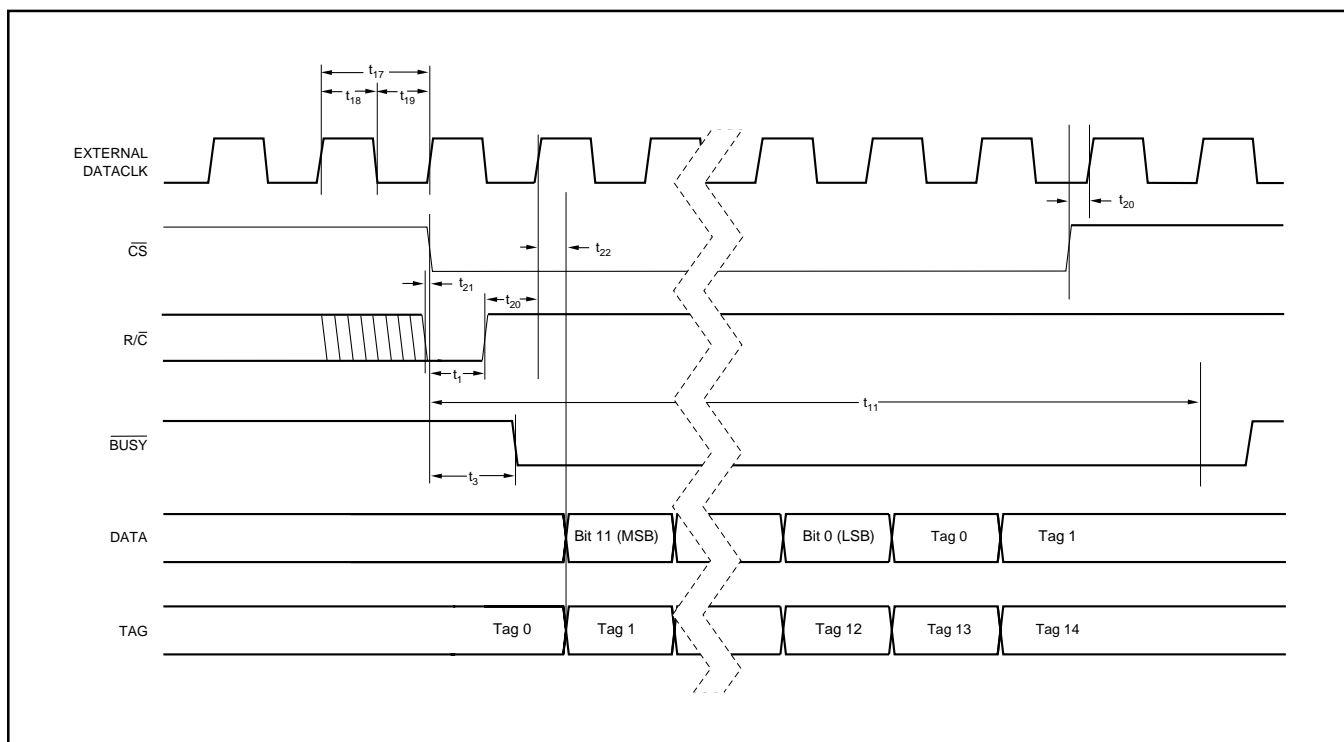 t17
t18 t19
EXTERNAL
DATACLK
t20
CS
t22
t21
t20
R/C
t1
t11
BUSY
t3
DATA
Bit 11 (MSB) Bit 0 (LSB) Tag 0 Tag 1
TAG
Tag 0 Tag 1 Tag 12 Tag 13 Tag 14